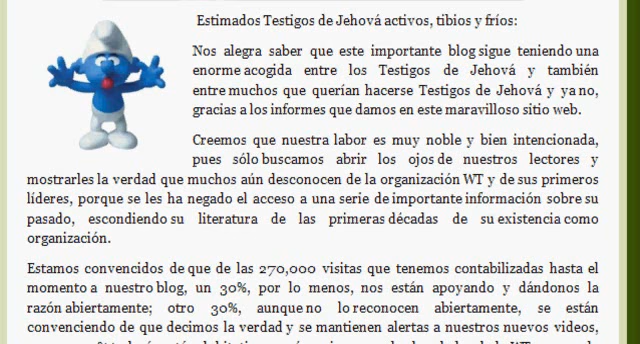 Estimados Testigos de Jehová activos, tibios y fríos:
Nos alegra saber que este importante blog sigue teniendo una
enorme acogida entre los Testigos de Jehová y también
entre muchos que querían hacerse Testigos de Jehová y ya no,
gracias a los informes que damos en este maravilloso sitio web.
Creemos que nuestra labor es muy noble y bien intencionada,
pues sólo buscamos abrir los ojos de nuestros lectores y
mostrarles la verdad que muchos aún desconocen de la organización WT y de sus primeros
líderes, porque se les ha negado el acceso a una serie de importante información sobre su
pasado, escondiendo su literatura de las primeras décadas de su existencia como
organización.
Estamos convencidos de que de las 270,000 visitas que tenemos contabilizadas hasta el
momento a nuestro blog, un 30%, por lo menos, nos están apoyando y dándonos la
razón abiertamente; otro 30%, aunque no lo reconocen abiertamente, se están
convenciendo de que decimos la verdad y se mantienen alertas a nuestros nuevos videos,